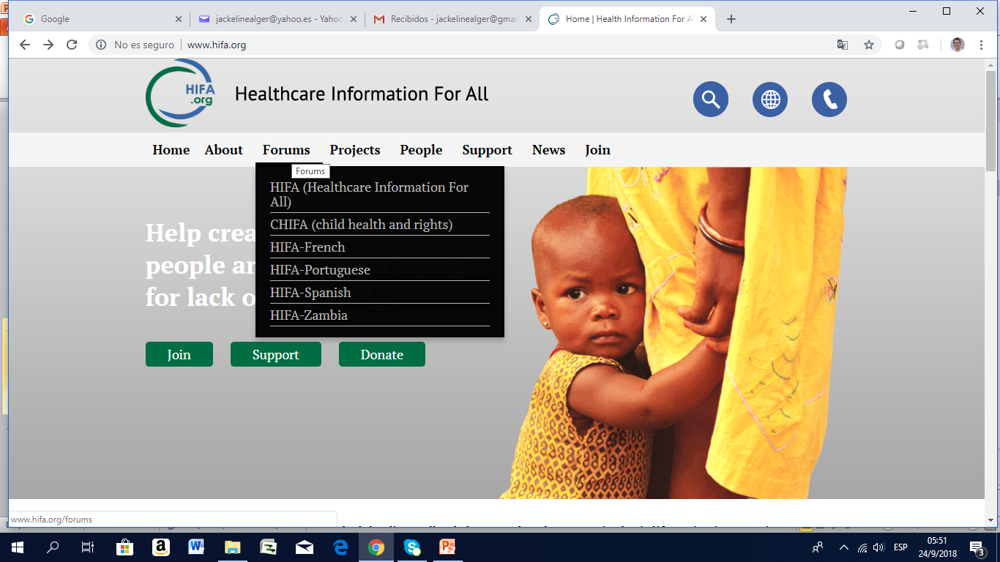 Google
jackelinealger@yahoo.es - Yahoo
Recibidos - jackelinealger@gmail
Home | Health Information For A
No es seguro
www.hifa.org
HIFA
.org
Healthcare Information For All
Home About Forums Projects People Support News Join
Forums
HIFA (Healthcare Information For
All)
CHIFA (child health and rights)
HIFA-French
HIFA-Portuguese
HIFA-Spanish
HIFA-Zambia
Help
people
for lack
Join Support Donate
www.hifa.org/forums
ESP
05:51
24/9/2018
3